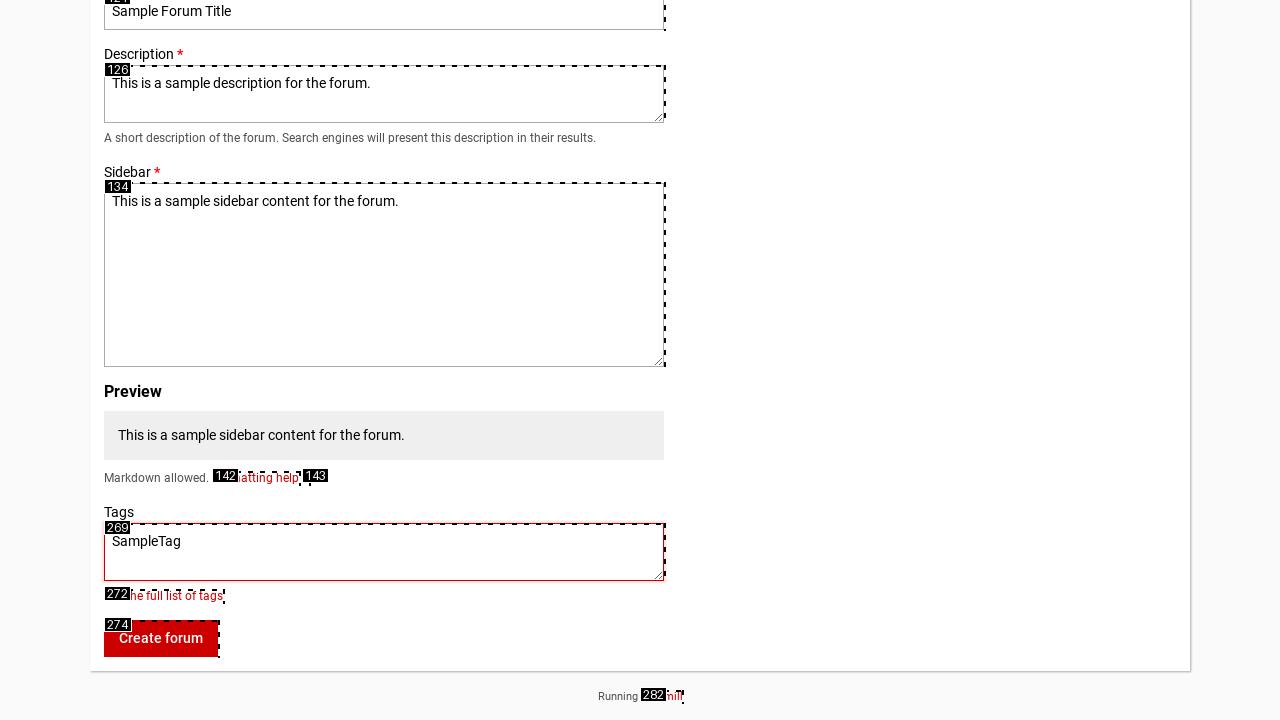 Sample Forum Title
Description *
126
This is a sample description for the forum.
A short description of the forum. Search engines will present this description in their results.
Sidebar *
134
This is a sample sidebar content for the forum.
Preview
This is a sample sidebar content for the forum.
Markdown allowed. 142 atting help 143
Tags
269
SampleTag
272 he full list of tags
274
Create forum
Running 282 mill